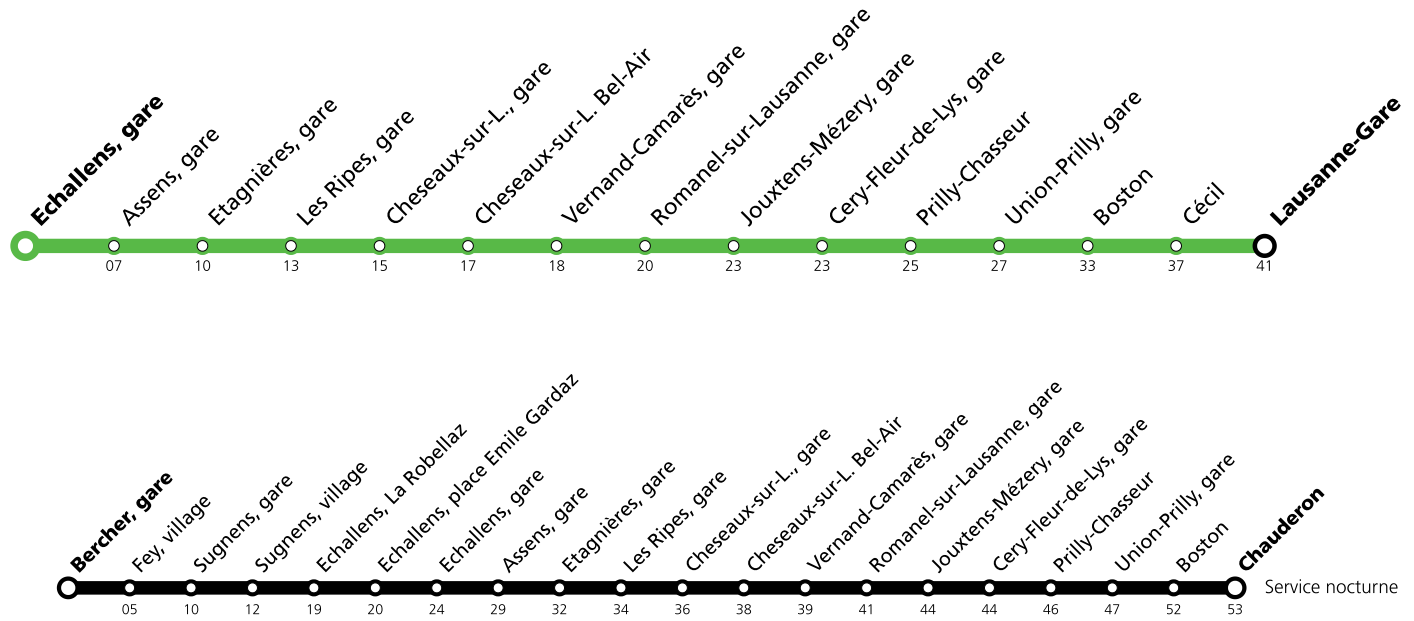 Echallens, gare
Assens, gare
Etagnières, gare
Les Ripes, gare
Cheseaux-sur-L., gare
Cheseaux-sur-L. Bel-Air
Vernand-Camarès, gare
Romanel-sur-Lausanne, gare
Jouxtens-Mézery, gare
Cery-Fleur-de-Lys, gare
Prilly-Chasseur
Union-Prilly, gare
Boston
Cécil
Lausanne-Gare
07 10 13 15 17 18 20 23 23 25 27 33 37 41
Bercher, gare
Fey, village
Sugnens, gare
Sugnens, village
Echallens, La Robellaz
Echallens, place Emile Gardaz
Echallens, gare
Assens, gare
Etagnières, gare
Les Ripes, gare
Cheseaux-sur-L., gare
Cheseaux-sur-L. Bel-Air
Vernand-Camarès, gare
Romanel-sur-Lausanne, gare
Jouxtens-Mézery, gare
Cery-Fleur-de-Lys, gare
Prilly-Chasseur
Union-Prilly, gare
Boston
Chauderon
Service nocturne
05 10 12 19 20 24 29 32 34 36 38 39 41 44 44 46 47 52 53